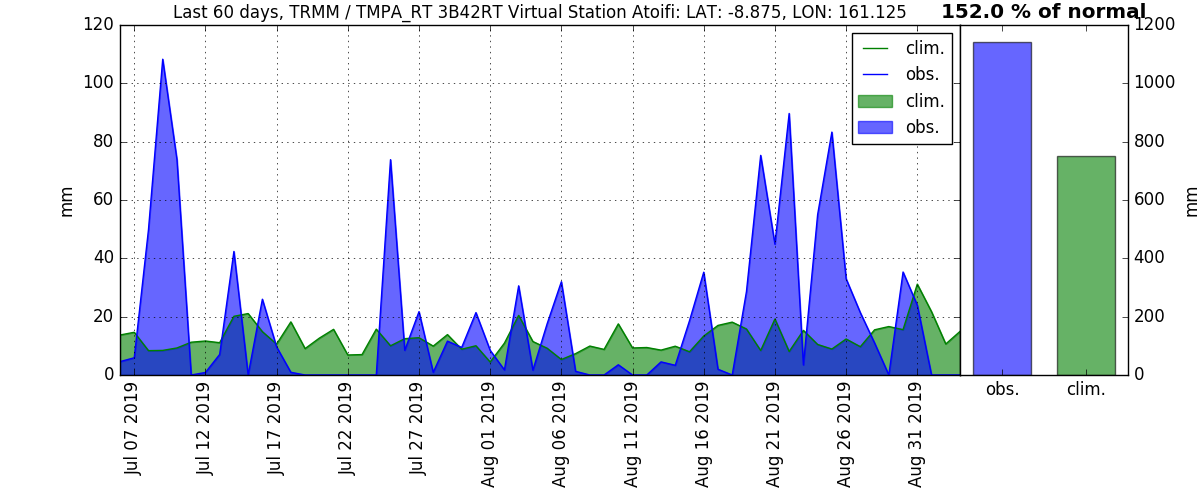 Last 60 days, TRMM / TMPA_RT 3B42RT Virtual Station Atoifi: LAT: -8.875, LON: 161.125
152.0 % of normal
120
100
80
60
40
20
0
mm
clim.
obs.
clim.
obs.
1200
1000
800
600
400
200
0
mm
obs.
clim.
Jul 07 2019
Jul 12 2019
Jul 17 2019
Jul 22 2019
Jul 27 2019
Aug 01 2019
Aug 06 2019
Aug 11 2019
Aug 16 2019
Aug 21 2019
Aug 26 2019
Aug 31 2019